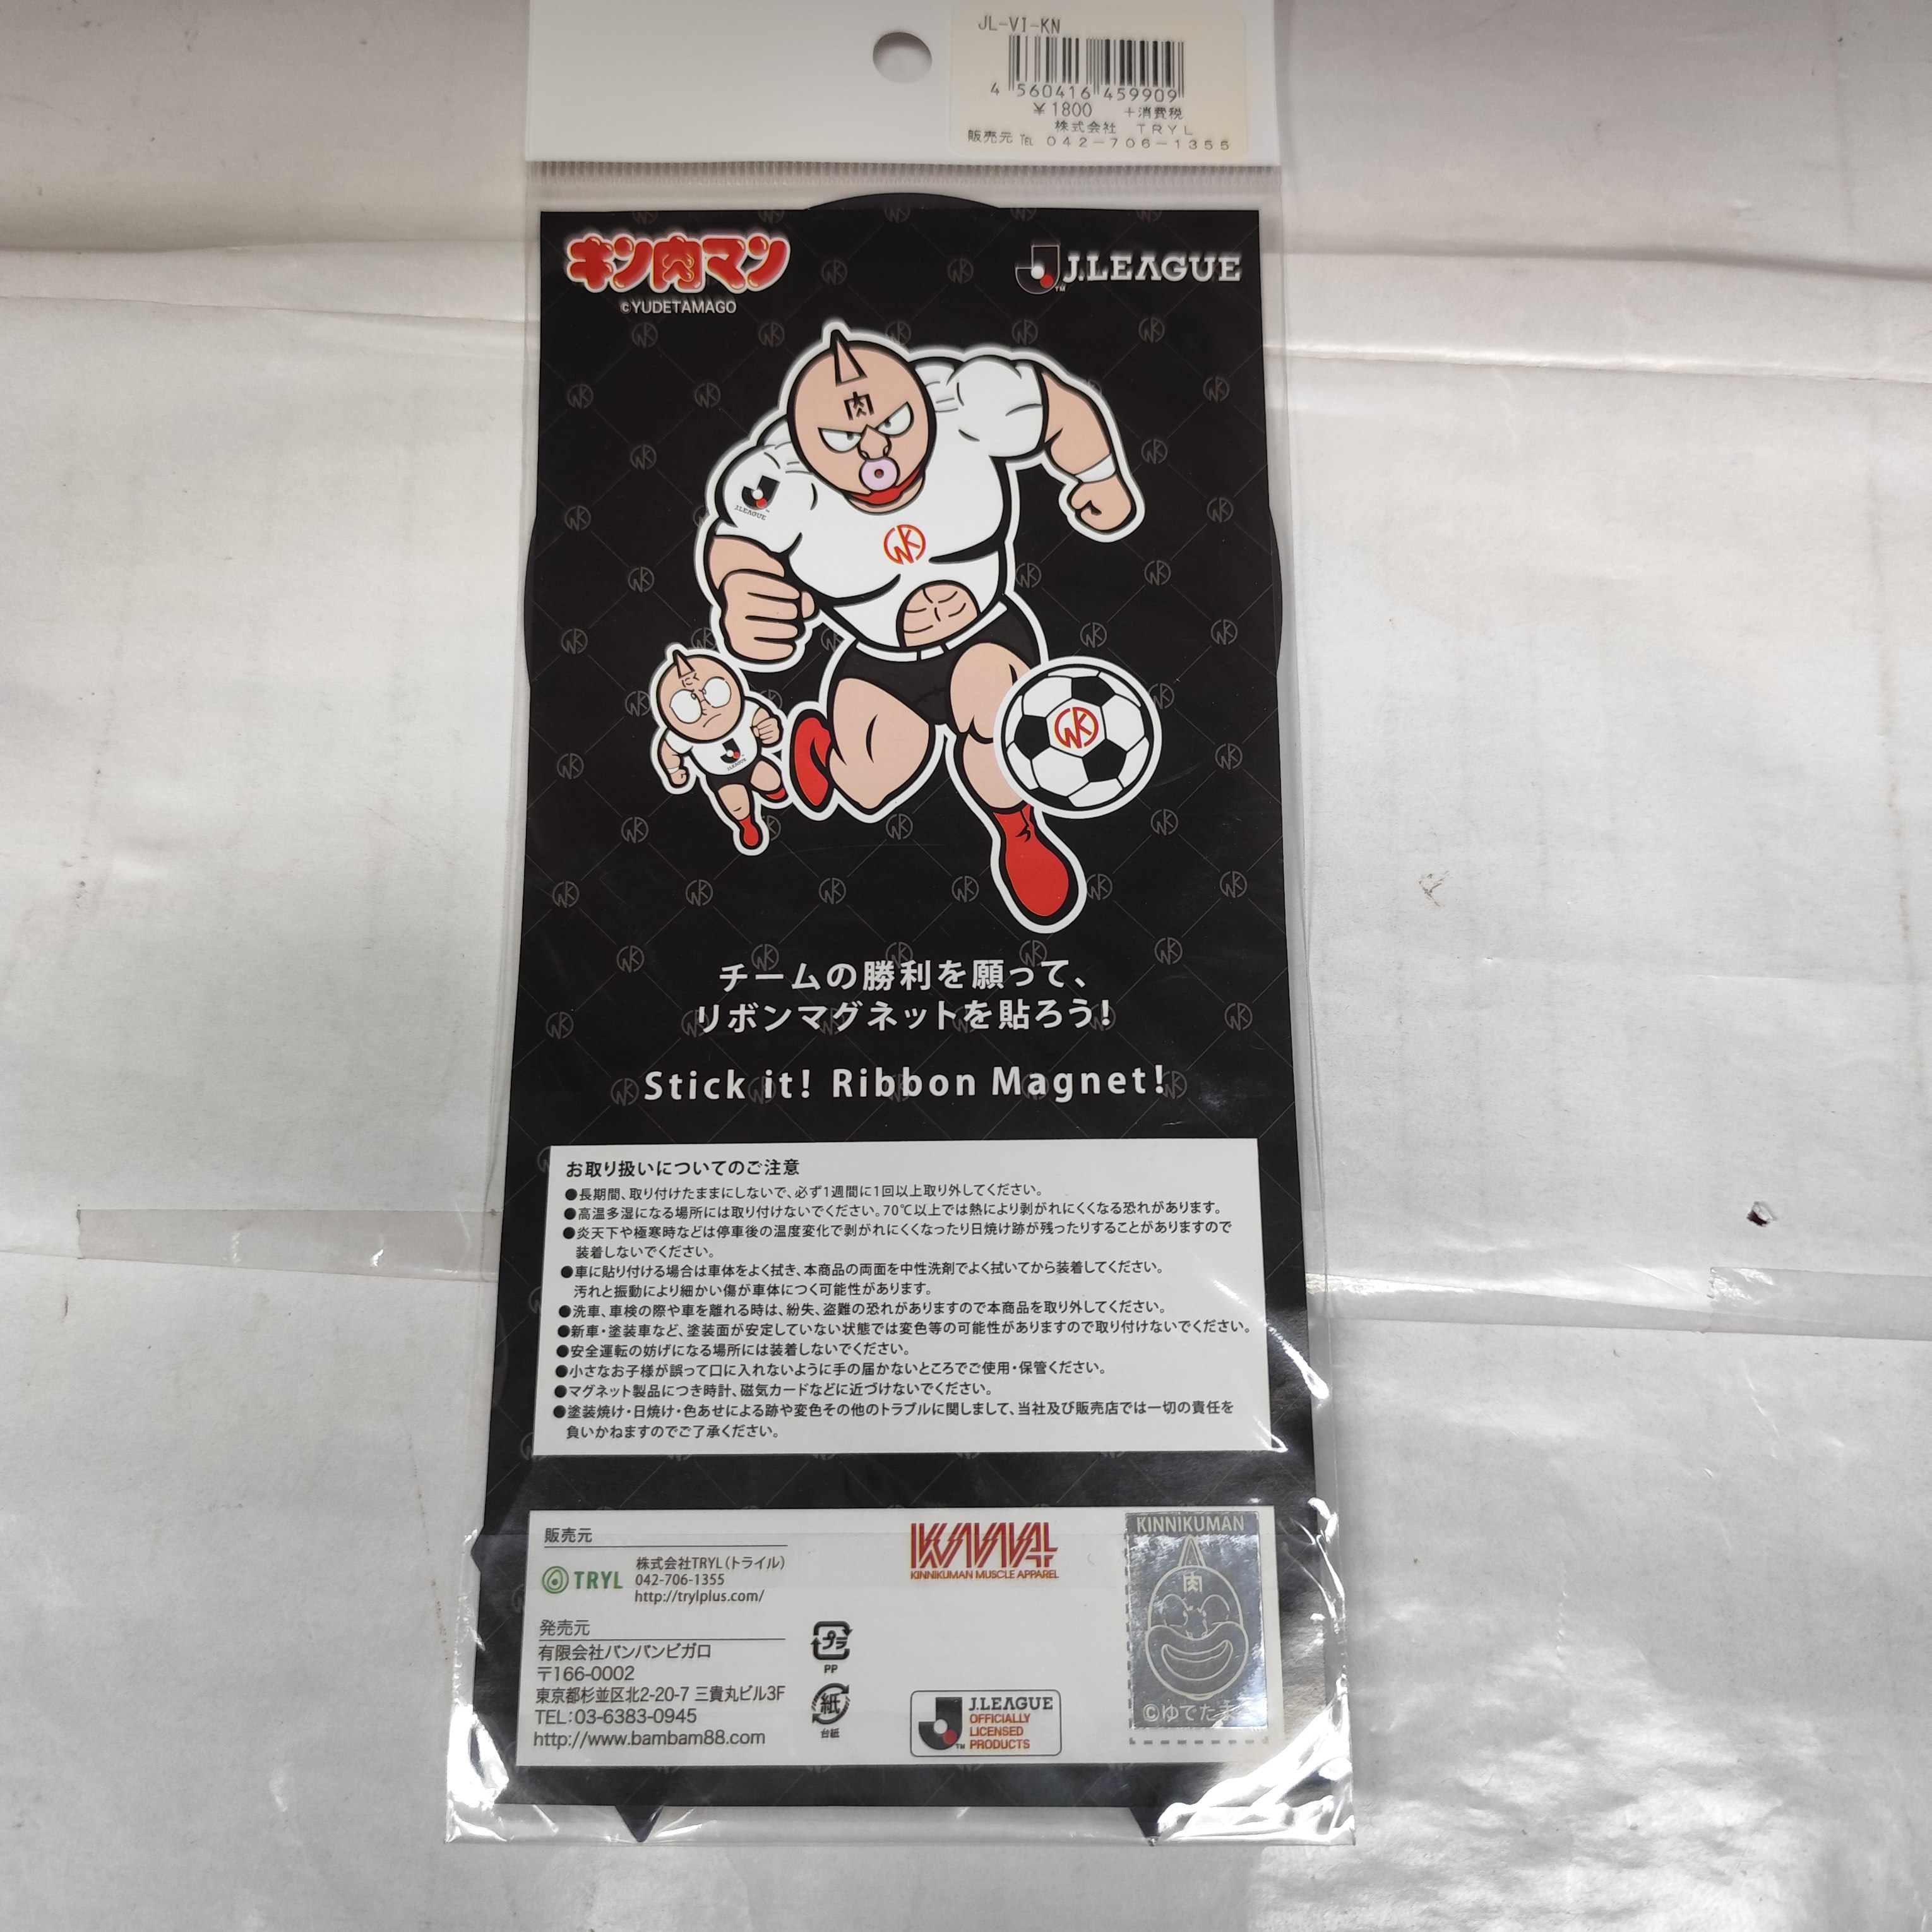 JL-VI-KN
4 560416 459909
￥1800 +消費税
株式会社 TRYL
販売元 ℡ 042-706-1355
キン肉マン
©YUDETAMAGO
J.LEAGUE
TM
肉
J.LEAGUE
J.LEAGUE
チームの勝利を願って、
リボンマグネットを貼ろう!
Stick it! Ribbon Magnet!
お取り扱いについてのご注意
●長期間、取り付けたままにしないで、必ず1週間に1回以上取り外してください。
●高温多湿になる場所には取り付けないでください。70℃以上では熱により剥がれにくくなる恐れがあります。
●炎天下や極寒時などは停車後の温度変化で剥がれにくくなったり日焼け跡が残ったりすることがありますので
装着しないでください。
●車に貼り付ける場合は車体をよく拭き、本商品の両面を中性洗剤でよく拭いてから装着してください。
汚れと振動により細かい傷が車体につく可能性があります。
●洗車、車検の際や車を離れる時は、紛失、盗難の恐れがありますので本商品を取り外してください。
●新車・塗装車など、塗装面が安定していない状態では変色等の可能性がありますので取り付けないでください。
●安全運転の妨げになる場所には装着しないでください。
●小さなお子様が誤って口に入れないように手の届かないところでご使用・保管ください。
●マグネット製品につき時計、磁気カードなどに近づけないでください。
●塗装焼け・日焼け・色あせによる跡や変色その他のトラブルに関しまして、当社及び販売店では一切の責任を
負いかねますのでご了承ください。
販売元
TRYL
株式会社TRYL(トライル)
042-706-1355
http://trylplus.com/
発売元
有限会社バンバンビガロ
〒166-0002
東京都杉並区北2-20-7 三貴丸ビル3F
TEL:03-6383-0945
http://www.bambam88.com
プラ
PP
紙
台紙
KINNIKUMAN MUSCLE APPAREL
J.LEAGUE
OFFICIALLY
LICENSED
PRODUCTS
TM
KINNIKUMAN
肉
©ゆでたま